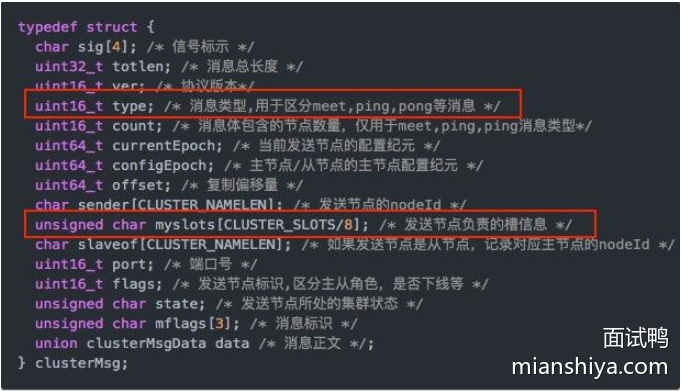 typedef struct {
char sig[4]; /* 信号标示 */
uint32_t totlen; /* 消息总长度 */
uint16_t ver; /* 协议版本*/
uint16_t type; /* 消息类型,用于区分meet,ping,pong等消息 */
uint16_t count; /* 消息体包含的节点数量，仅用于meet,ping,ping消息类型*/
uint64_t currentEpoch; /* 当前发送节点的配置纪元 */
uint64_t configEpoch; /* 主节点/从节点的主节点配置纪元 */
uint64_t offset; /* 复制偏移量 */
char sender[CLUSTER_NAMELEN]; /* 发送节点的nodeId */
unsigned char myslots[CLUSTER_SLOTS/8]; /* 发送节点负责的槽信息 */
char slaveof[CLUSTER_NAMELEN]; /* 如果发送节点是从节点，记录对应主节点的nodeId */
uint16_t port; /* 端口号 */
uint16_t flags; /* 发送节点标识,区分主从角色，是否下线等 */
unsigned char state; /* 发送节点所处的集群状态 */
unsigned char mflags[3]; /* 消息标识 */
union clusterMsgData data /* 消息正文 */;
} clusterMsg;
面试鸭
mianshiya.com